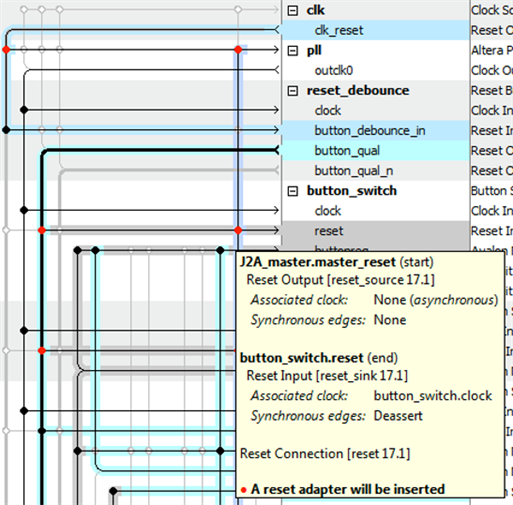 clk
Clock S
clk_reset
Reset O
pll
Altera P
outclk0
Clock Ou
reset_debounce
Reset Bu
clock
Clock In
button_debounce_in
Reset In
button_qual
Reset O
button_qual_n
Reset O
button_switch
Button S
clock
Clock In
reset
Reset In
J2A_master.master_reset (start)
Reset Output [reset_source 17.1]
Associated clock: None (asynchronous)
Synchronous edges: None
button_switch.reset (end)
Reset Input [reset_sink 17.1]
Associated clock: button_switch.clock
Synchronous edges: Deassert
Reset Connection [reset 17.1]
A reset adapter will be inserted